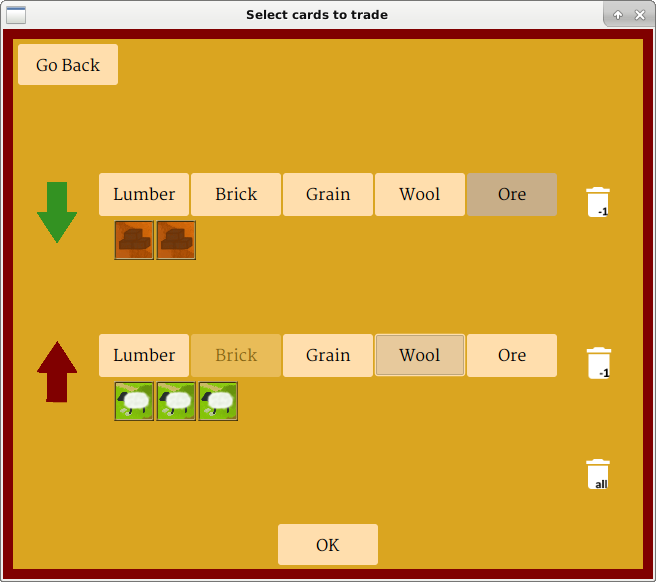 Select cards to trade
Go Back
Lumber Brick Grain Wool Ore
-1
Lumber Brick Grain Wool Ore
-1
all
OK